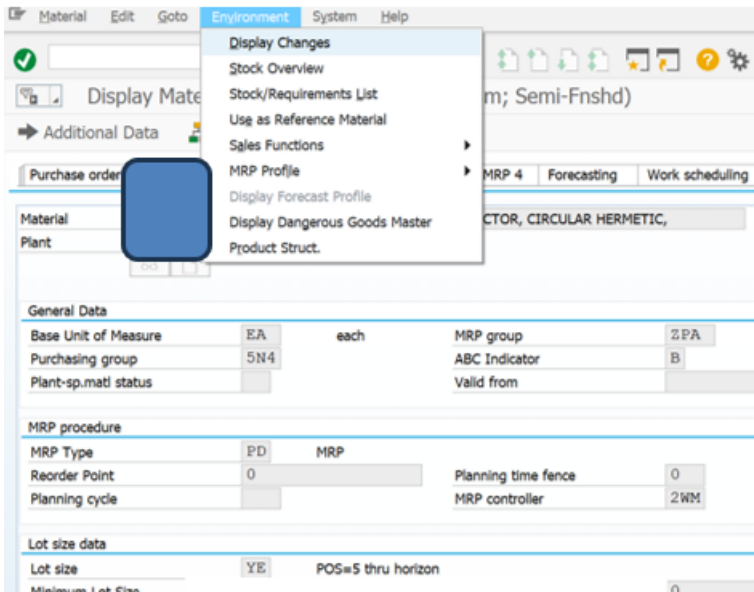 Material Edit Goto Environment System Help
Display Changes
Stock Overview
Display Mate m; Semi-Fnshd)
Stock/Requirements List
Use as Reference Material
Additional Data
Sales Functions
Purchase order MRP Profile MRP 4 Forecasting Work scheduling
Display Forecast Profile
Material Display Dangerous Goods Master CTOR, CIRCULAR HERMETIC,
Plant Product Struct.
General Data
Base Unit of Measure EA each MRP group ZPA
Purchasing group 5N4 ABC Indicator B
Plant-sp.matl status Valid from
MRP procedure
MRP Type PD MRP
Reorder Point 0 Planning time fence 0
Planning cycle MRP controller 2WM
Lot size data
Lot size YE POS=5 thru horizon
Minimum Lot Size 0